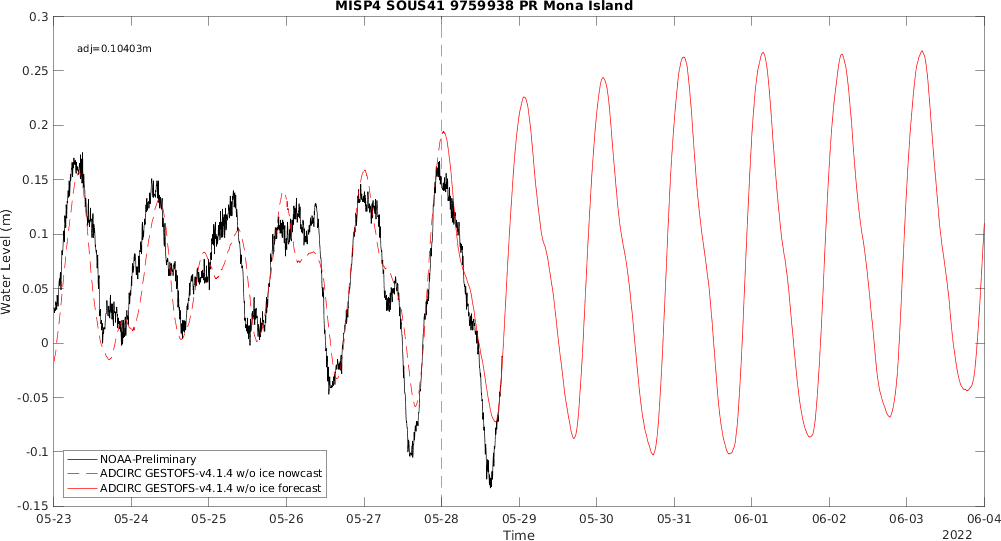 MISP4 SOUS41 9759938 PR Mona Island
adj=0.10403m
0.3
0.25
0.2
0.15
0.1
0.05
0
-0.05
-0.1
-0.15
Water Level (m)
NOAA-Preliminary
ADCIRC GESTOFS-v4.1.4 w/o ice nowcast
ADCIRC GESTOFS-v4.1.4 w/o ice forecast
05-23 05-24 05-25 05-26 05-27 05-28 05-29 05-30 05-31 06-01 06-02 06-03 06-04
Time
2022